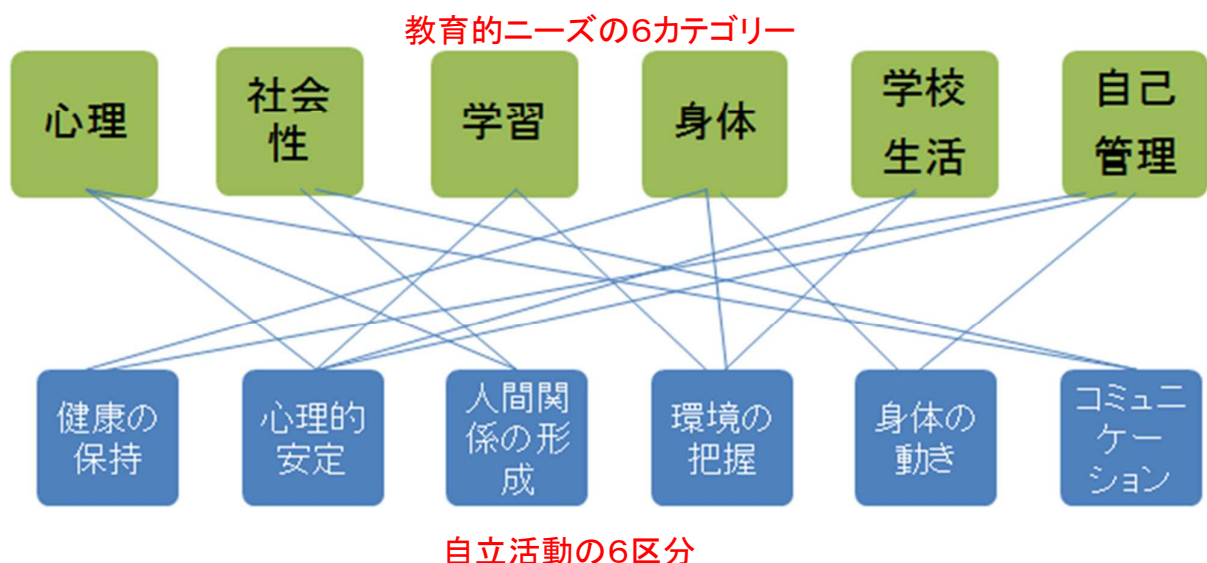 教育的ニーズの6カテゴリー
心理
社会
性
学習
身体
学校
生活
自己
管理
健康の
保持
心理的
安定
人間関
係の形
成
環境の
把握
身体の
動き
コミュニ
ケー
ション
自立活動の6区分